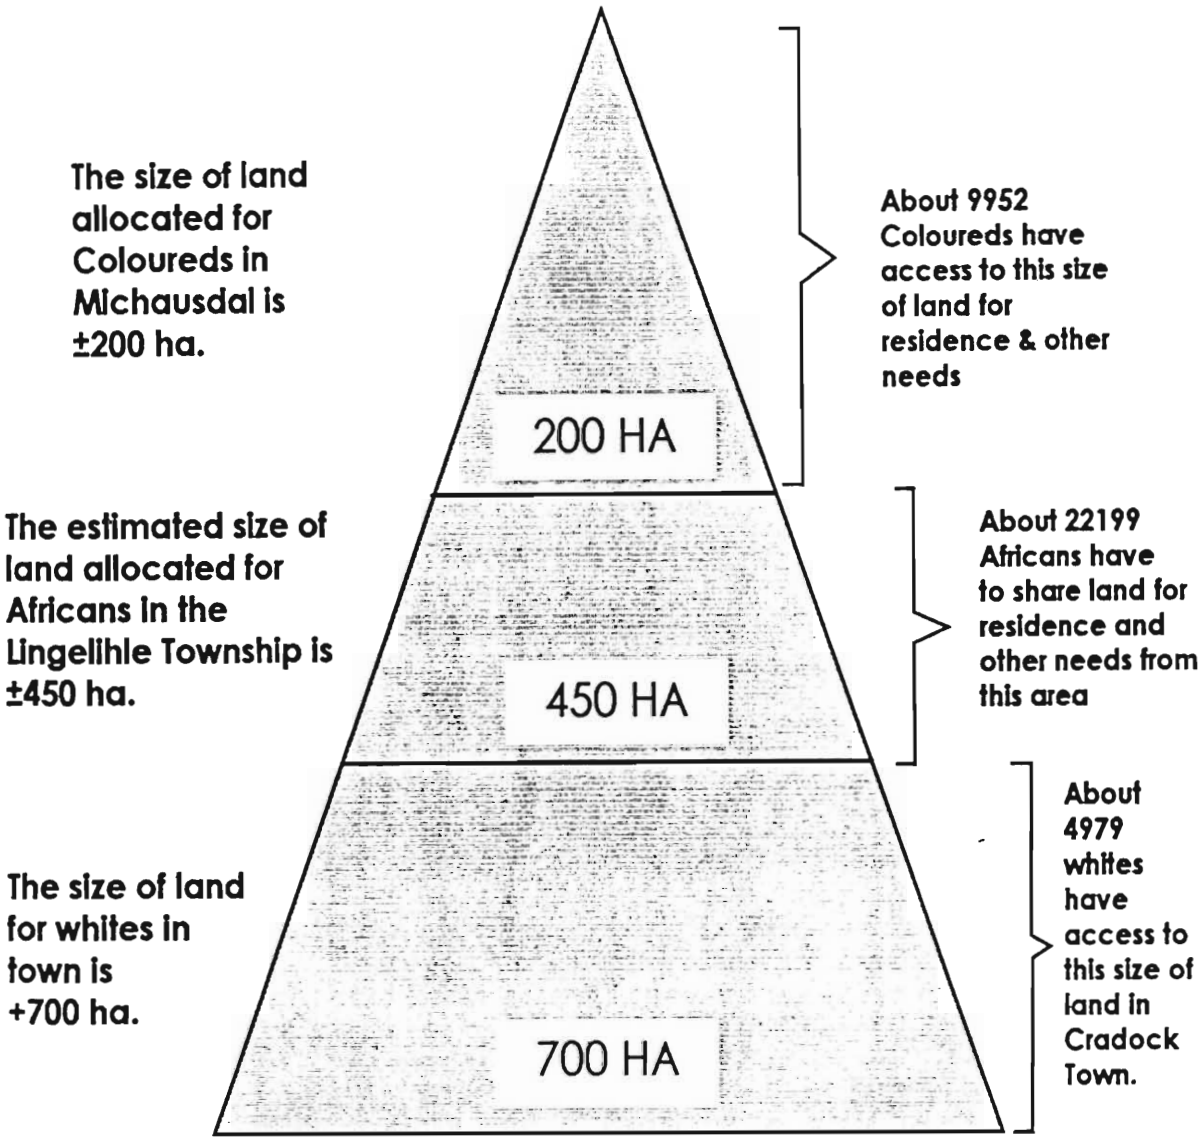 The size of land
allocated for
Coloureds in
Michausdal is
±200 ha.
200 HA
About 9952
Coloureds have
access to this size
of land for
residence & other
needs
The estimated size of
land allocated for
Africans in the
Lingelihle Township is
±450 ha.
450 HA
About 22199
Africans have
to share land for
residence and
other needs from
this area
The size of land
for whites in
town is
+700 ha.
700 HA
About
4979
whites
have
access to
this size of
land in
Cradock
Town.